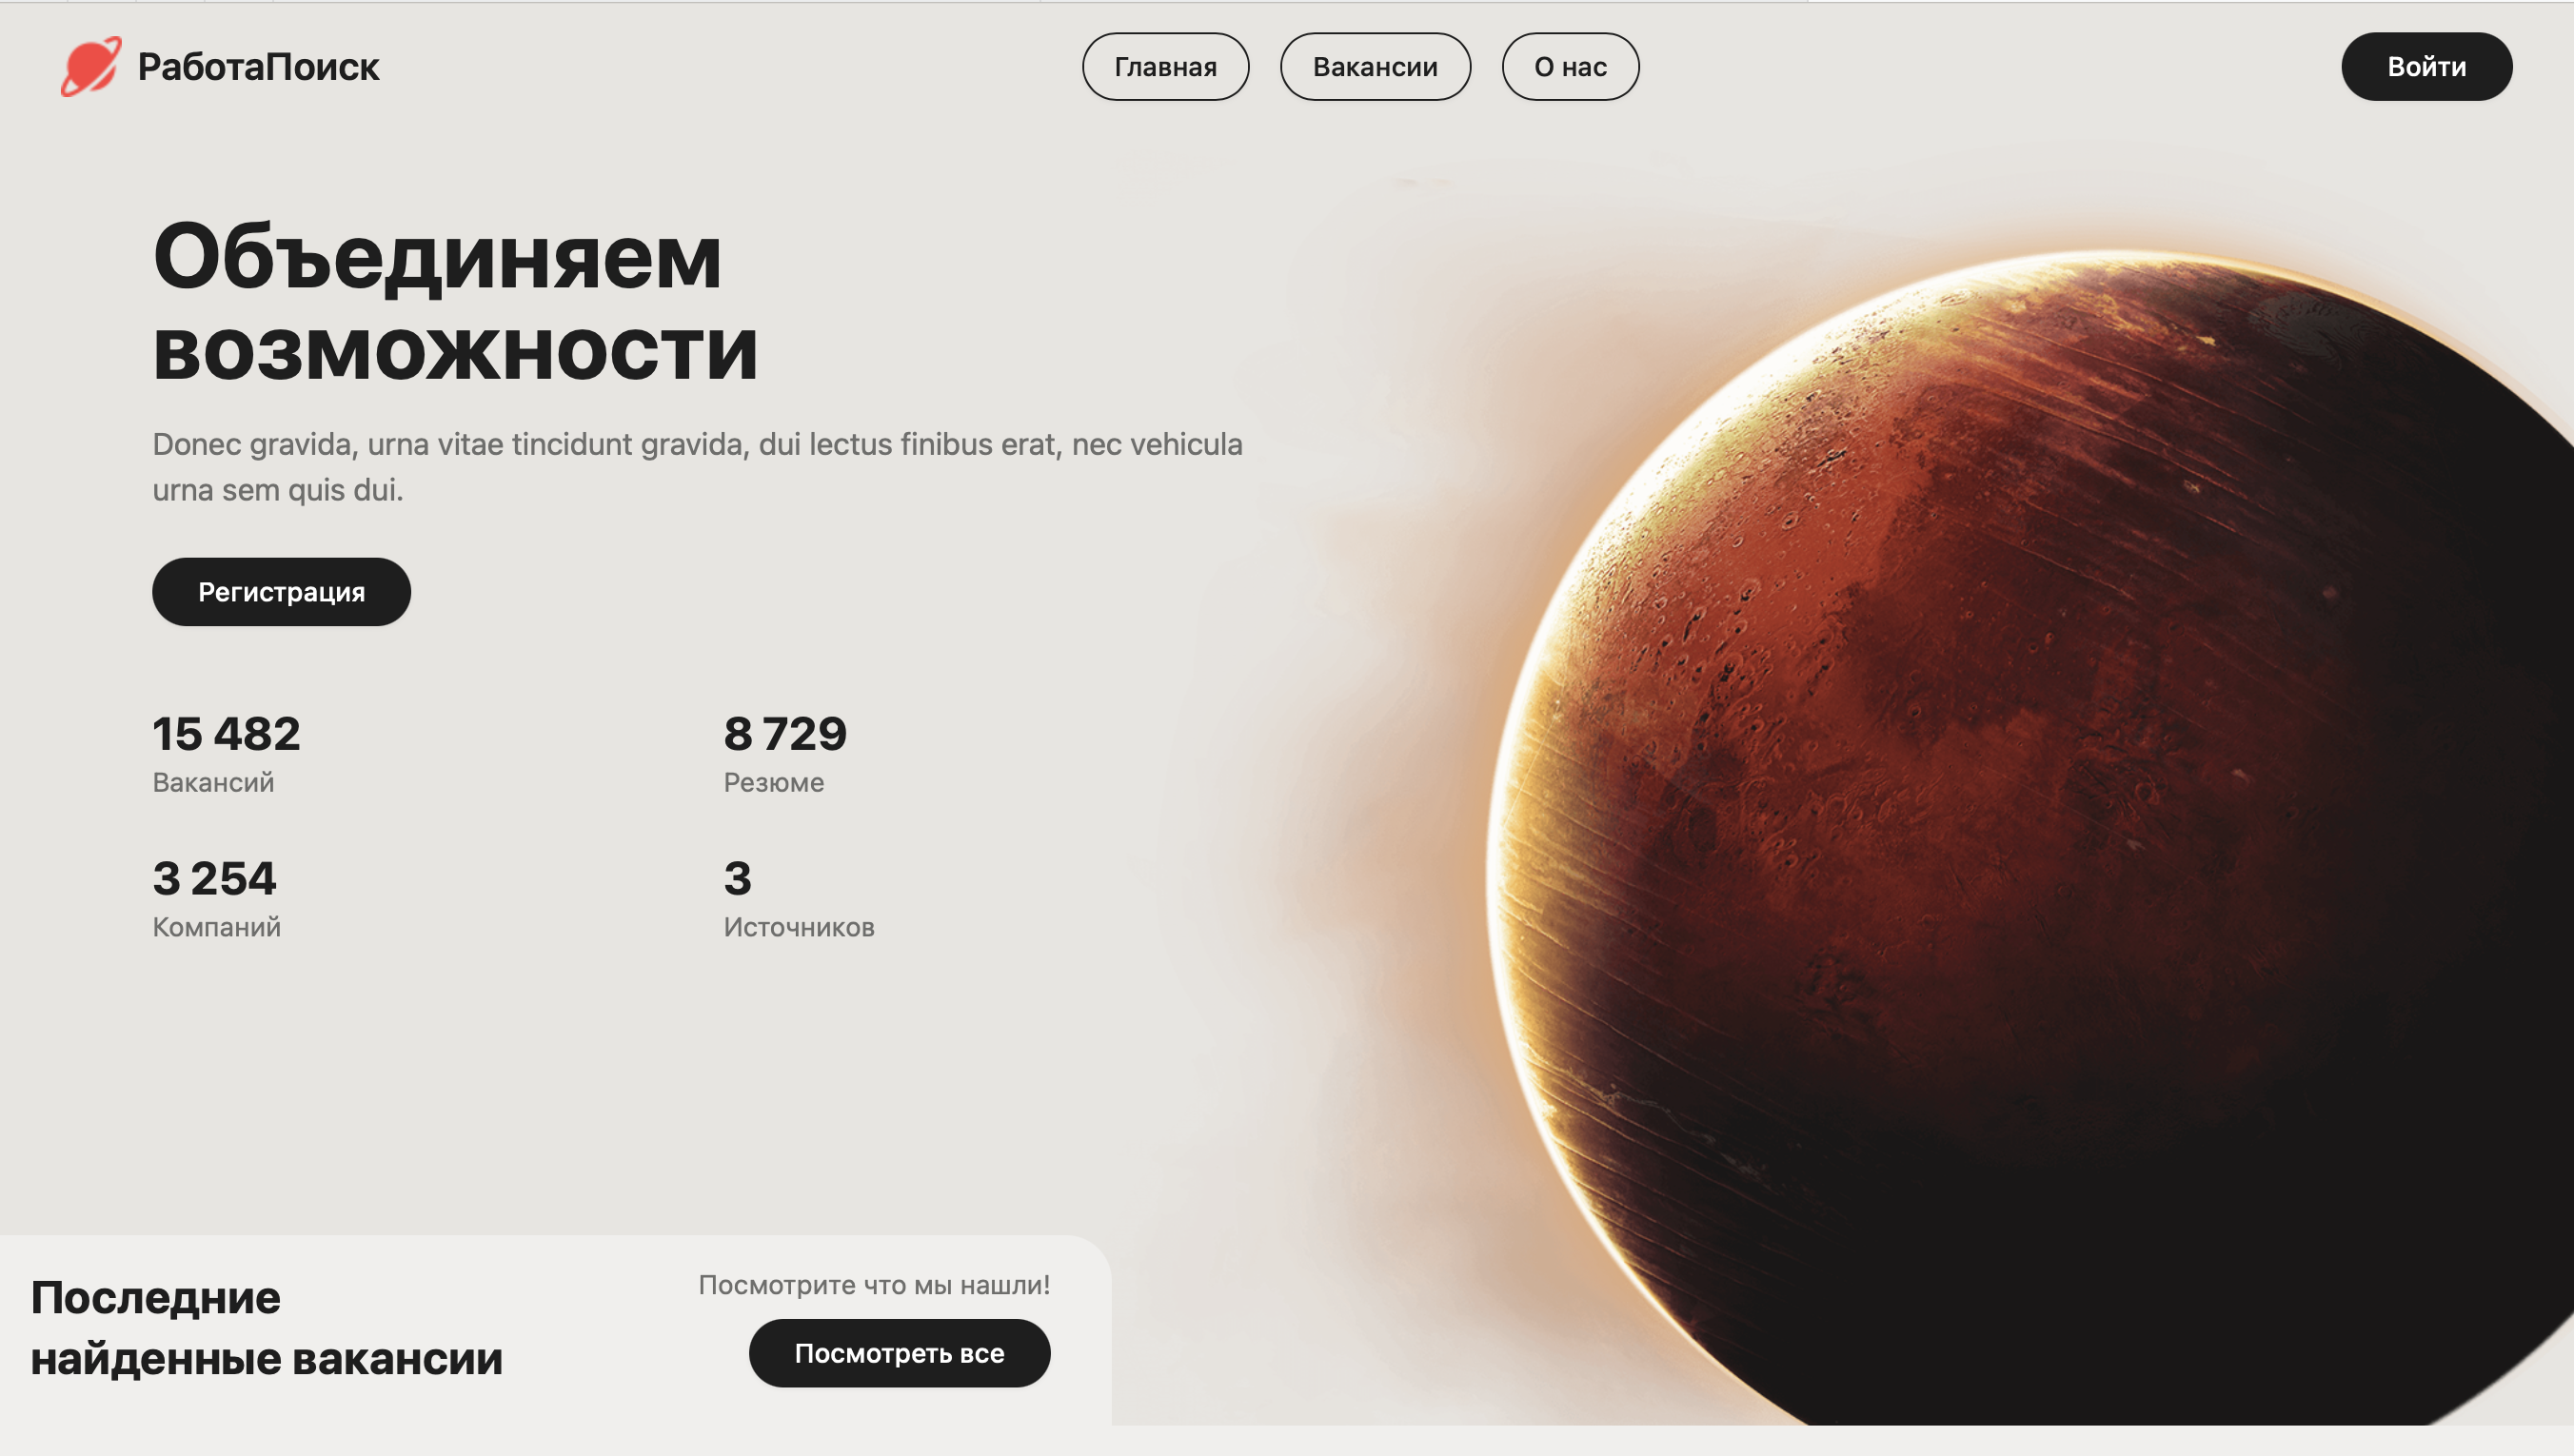 РаботаПоиск
Главная
Вакансии
О нас
Войти
Объединяем
возможности
Donec gravida, urna vitae tincidunt gravida, dui lectus finibus erat, nec vehicula
urna sem quis dui.
Регистрация
15 482
Вакансий
8 729
Резюме
3 254
Компаний
3
Источников
Последние
найденные вакансии
Посмотрите что мы нашли!
Посмотреть все